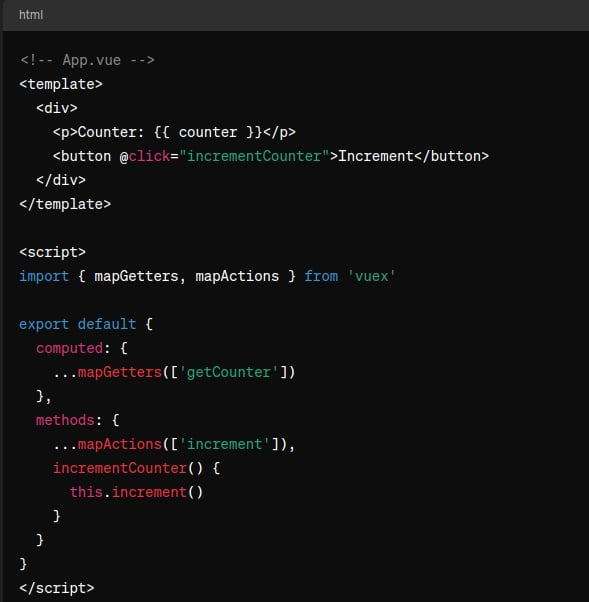 html
<!-- App.vue -->
<template>
  <div>
    <p>Counter: {{ counter }}</p>
    <button @click="incrementCounter">Increment</button>
  </div>
</template>

<script>
import { mapGetters, mapActions } from 'vuex'

export default {
  computed: {
    ...mapGetters(['getCounter'])
  },
  methods: {
    ...mapActions(['increment']),
    incrementCounter() {
      this.increment()
    }
  }
}
</script>